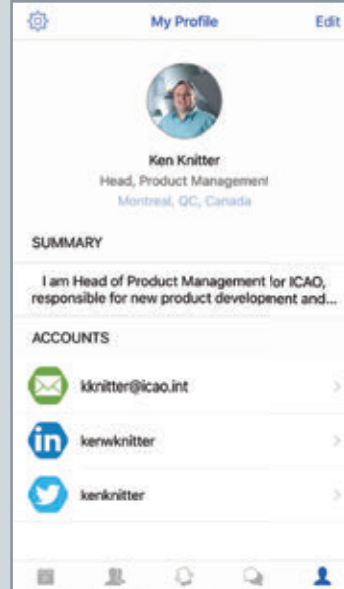 My Profile
Edit
Ken Knitter
Head, Product Management
Montreal, QC, Canada
SUMMARY
I am Head of Product Management for ICAO,
responsible for new product development and...
ACCOUNTS
kknitter@icao.int
in kenwknitter
kenknitter